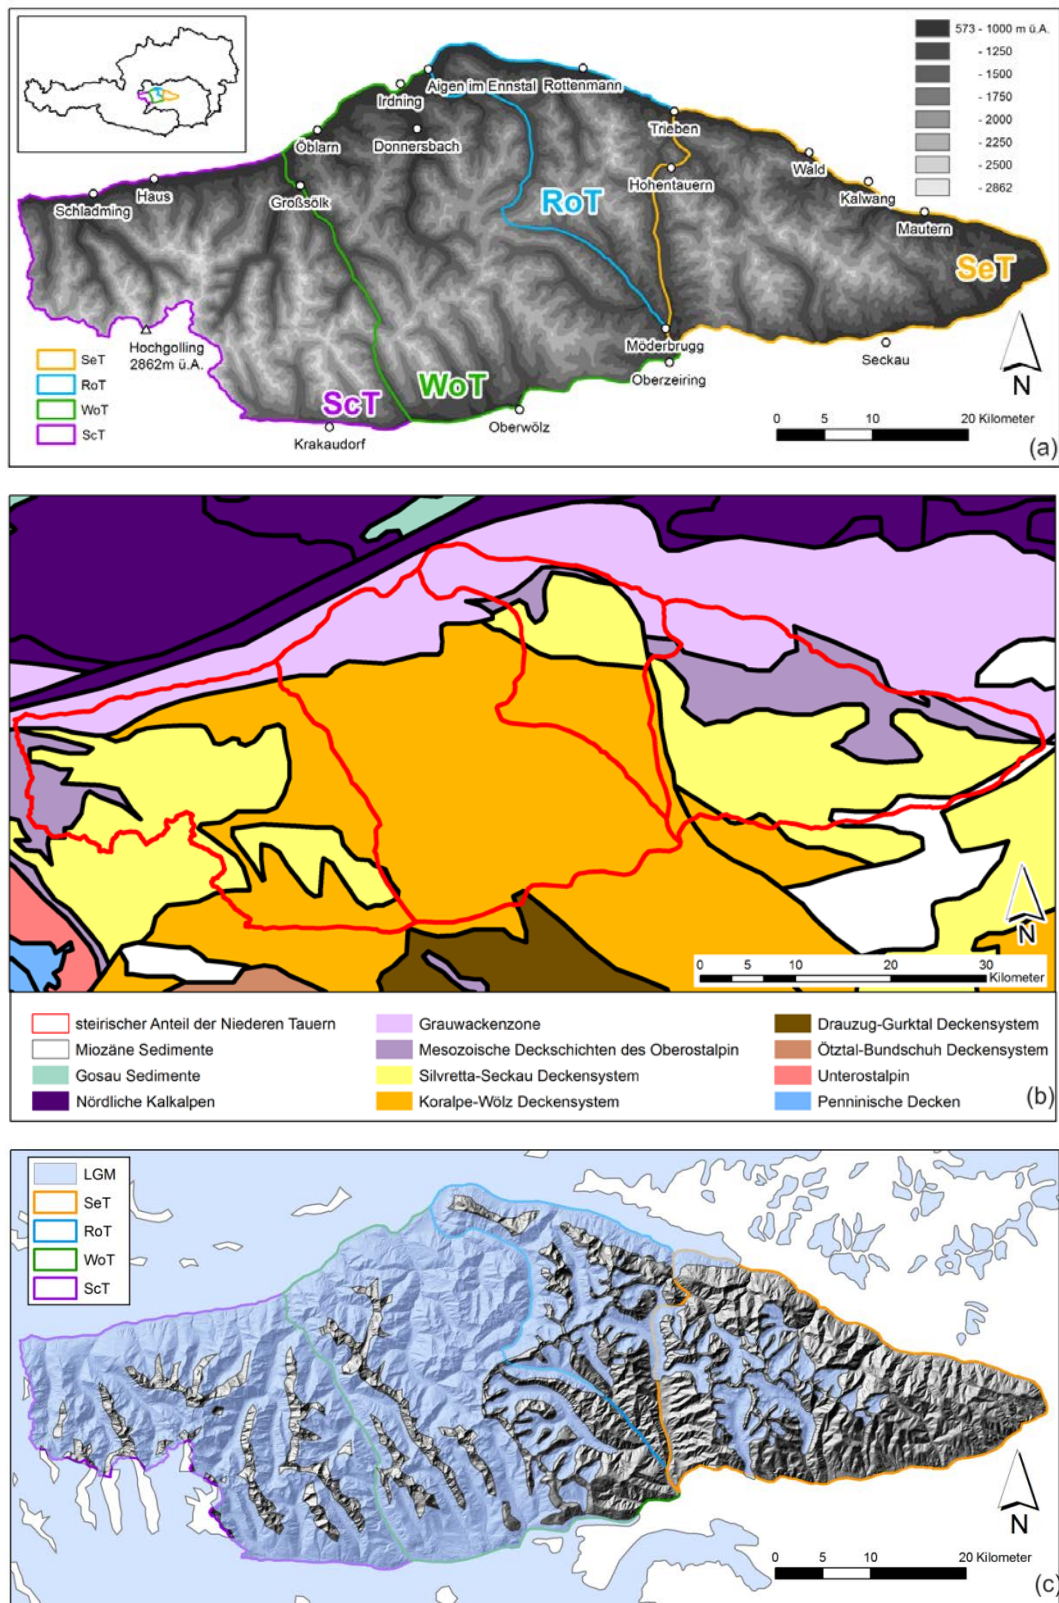 573 - 1000 m ü.A.
- 1250
- 1500
- 1750
- 2000
- 2250
- 2500
- 2862
Aigen im Ennstal
Rottenmann
Irdning
Trieben
Öblarn
Donnersbach
Wald
Haus
Hohentauern
Kalwang
Schladming
Großsölk
RoT
Mautern
SeT
Hochgolling
2862m ü.A.
Möderbrugg
Seckau
SeT
RoT
WoT
ScT
ScT
WoT
Oberzeiring
Krakaudorf
Oberwölz
N
0 5 10 20 Kilometer
(a)
N
0 5 10 20 30
Kilometer
steirischer Anteil der Niederen Tauern
Miozäne Sedimente
Gosau Sedimente
Nördliche Kalkalpen
Grauwackenzone
Mesozoische Deckschichten des Oberostalpin
Silvretta-Seckau Deckensystem
Koralpe-Wölz Deckensystem
Drauzug-Gurktal Deckensystem
Ötztal-Bundschuh Deckensystem
Unterostalpin
Penninische Decken
(b)
LGM
SeT
RoT
WoT
ScT
N
0 5 10 20 Kilometer
(c)